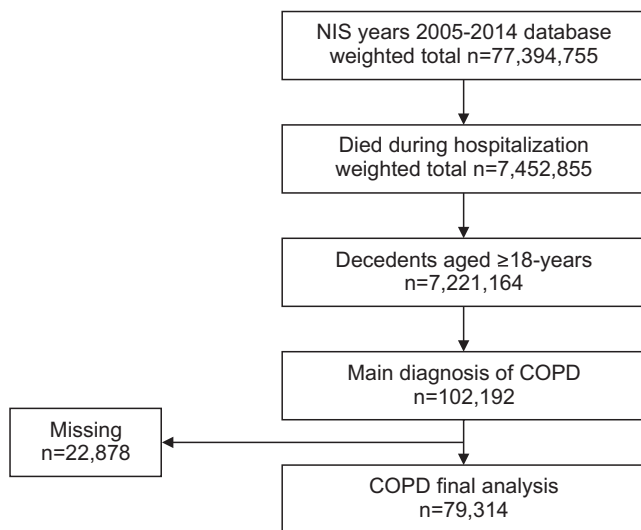 NIS years 2005-2014 database
weighted total n=77,394,755
Died during hospitalization
weighted total n=7,452,855
Decedents aged ≥18-years
n=7,221,164
Main diagnosis of COPD
n=102,192
Missing
n=22,878
COPD final analysis
n=79,314